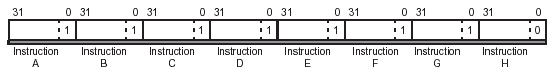 31 0 31 0 31 0 31 0 31 0 31 0 31 0 31 0
1 1 1 1 1 1 1 0
Instruction Instruction Instruction Instruction Instruction Instruction Instruction Instruction
A B C D E F G H